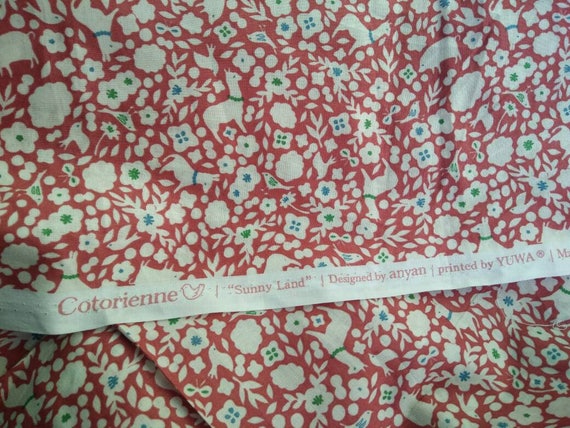 Cotorienne | "Sunny Land" | Designed by anyan | printed by YUWA® |